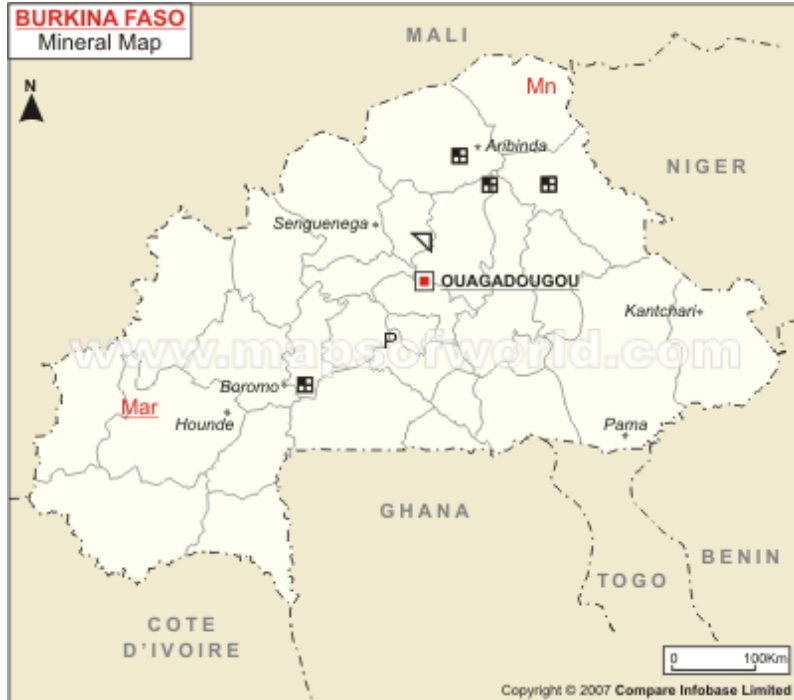 BURKINA FASO
Mineral Map
MALI
N
Mn
Aribinda
NIGER
Senguenega
OUAGADOUGOU
Kantchari
P
www.mapsofworld.com
Boromo
Mar
Hounde
Pama
GHANA
BENIN
TOGO
COTE
D'IVOIRE
0 100Km
Copyright © 2007 Compare Infobase Limited